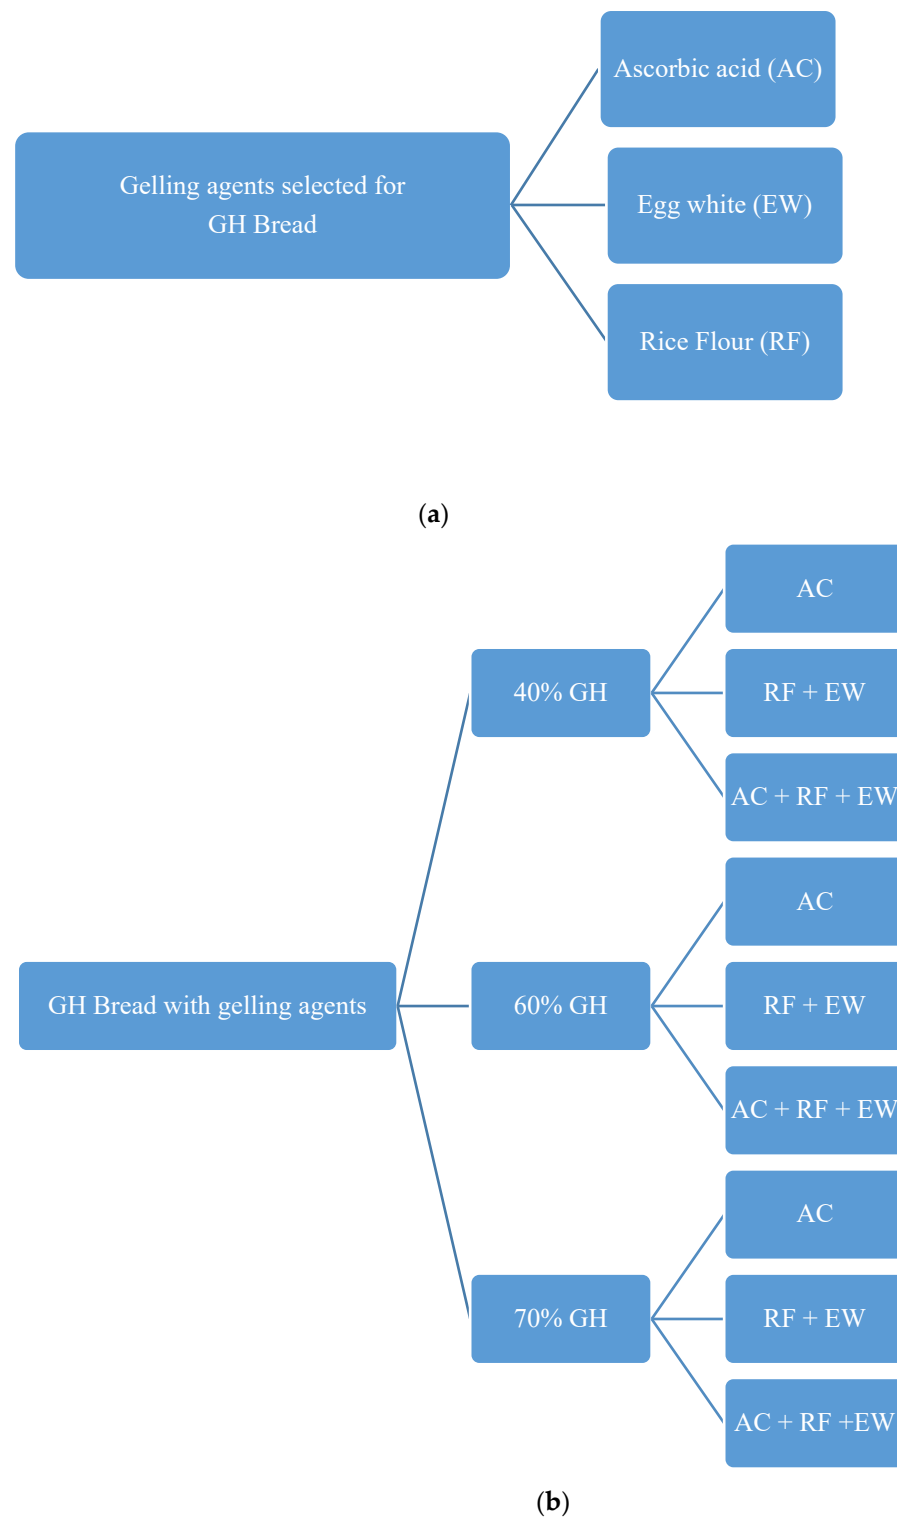 Ascorbic acid (AC)
Gelling agents selected for
GH Bread
Egg white (EW)
Rice Flour (RF)
(a)
AC
40% GH
RF + EW
AC + RF + EW
AC
GH Bread with gelling agents
60% GH
RF + EW
AC + RF + EW
AC
70% GH
RF + EW
AC + RF +EW
(b)